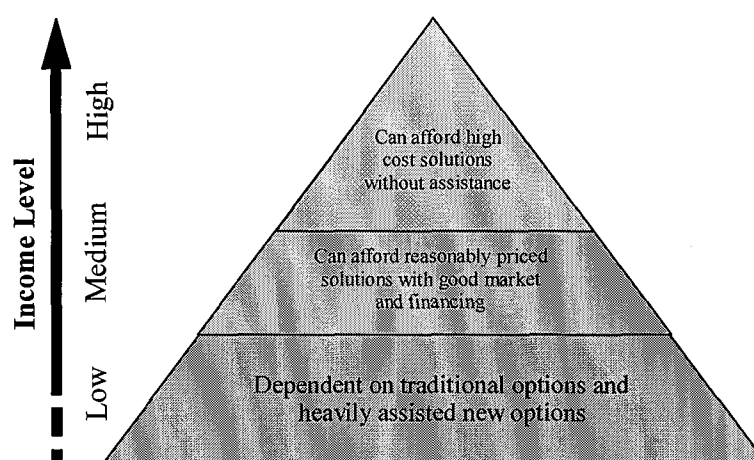 Income Level
High
Medium
Low
Can afford high
cost solutions
without assistance
Can afford reasonably priced
solutions with good market
and financing
Dependent on traditional options and
heavily assisted new options